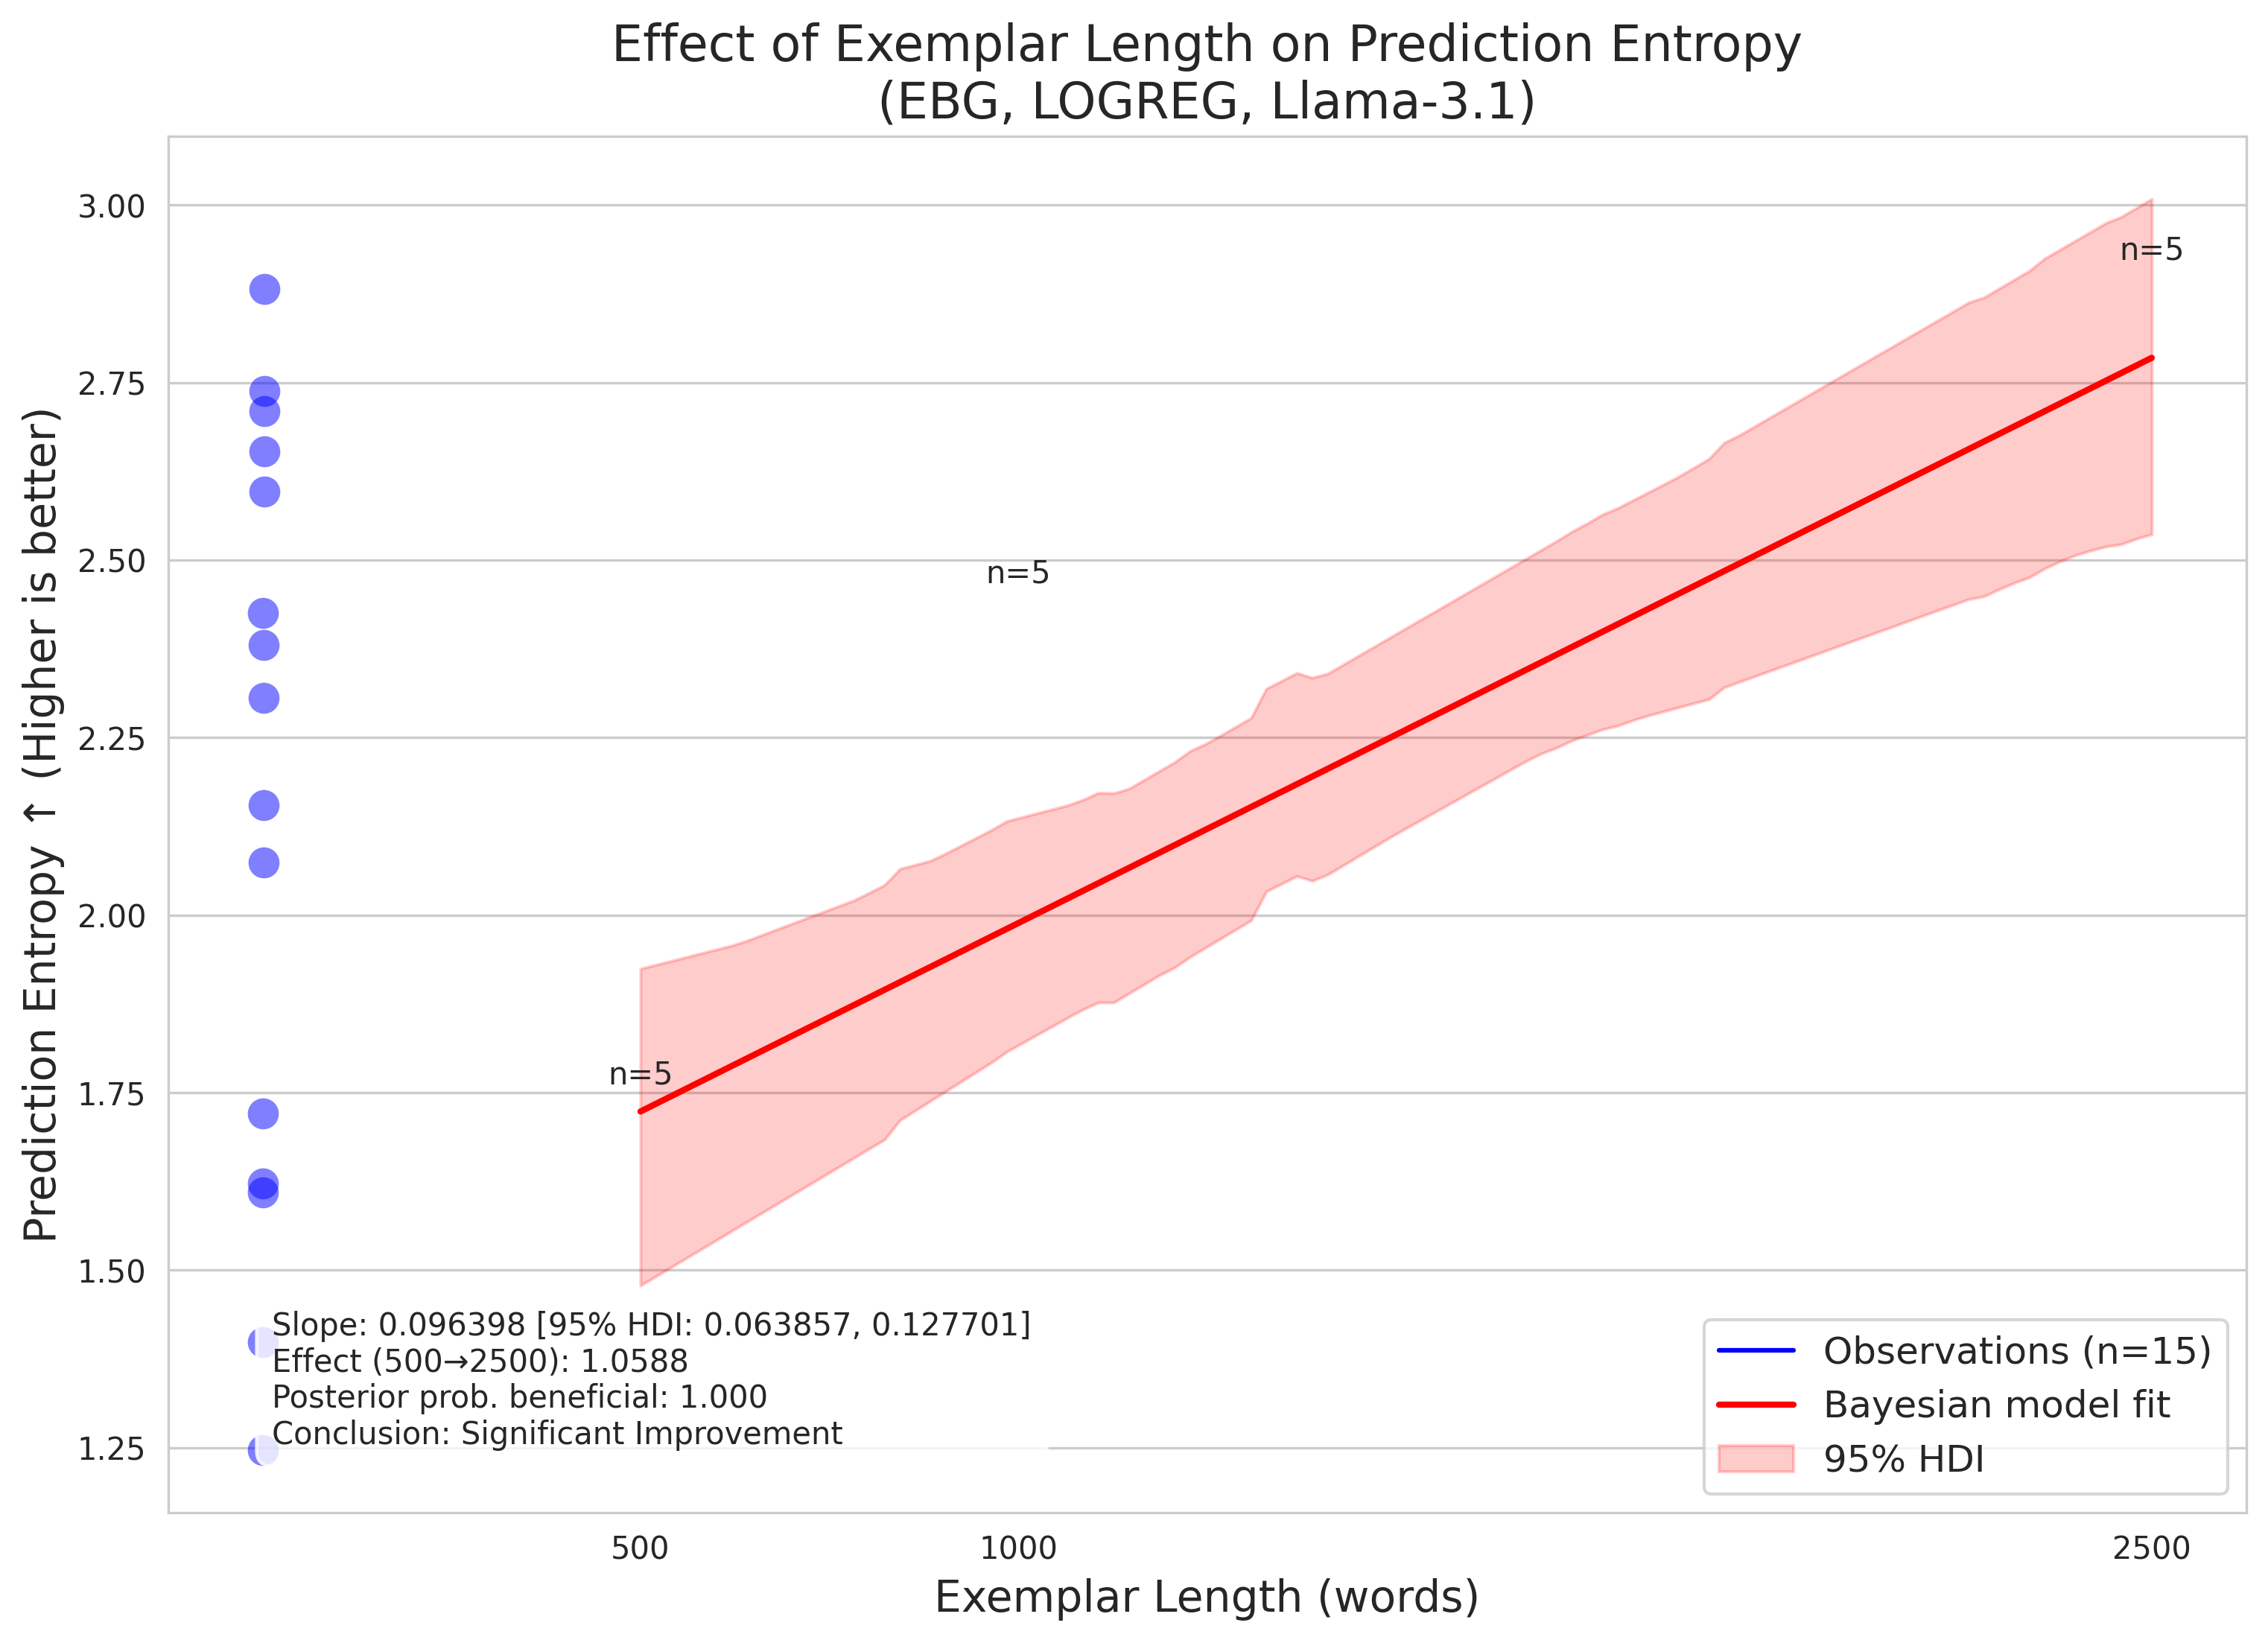 Effect of Exemplar Length on Prediction Entropy
(EBG, LOGREG, Llama-3.1)
Prediction Entropy ↑ (Higher is better)
3.00
2.75
2.50
2.25
2.00
1.75
1.50
1.25
n=5
n=5
n=5
Slope: 0.096398 [95% HDI: 0.063857, 0.127701]
Effect (500→2500): 1.0588
Posterior prob. beneficial: 1.000
Conclusion: Significant Improvement
Observations (n=15)
Bayesian model fit
95% HDI
500
1000
2500
Exemplar Length (words)